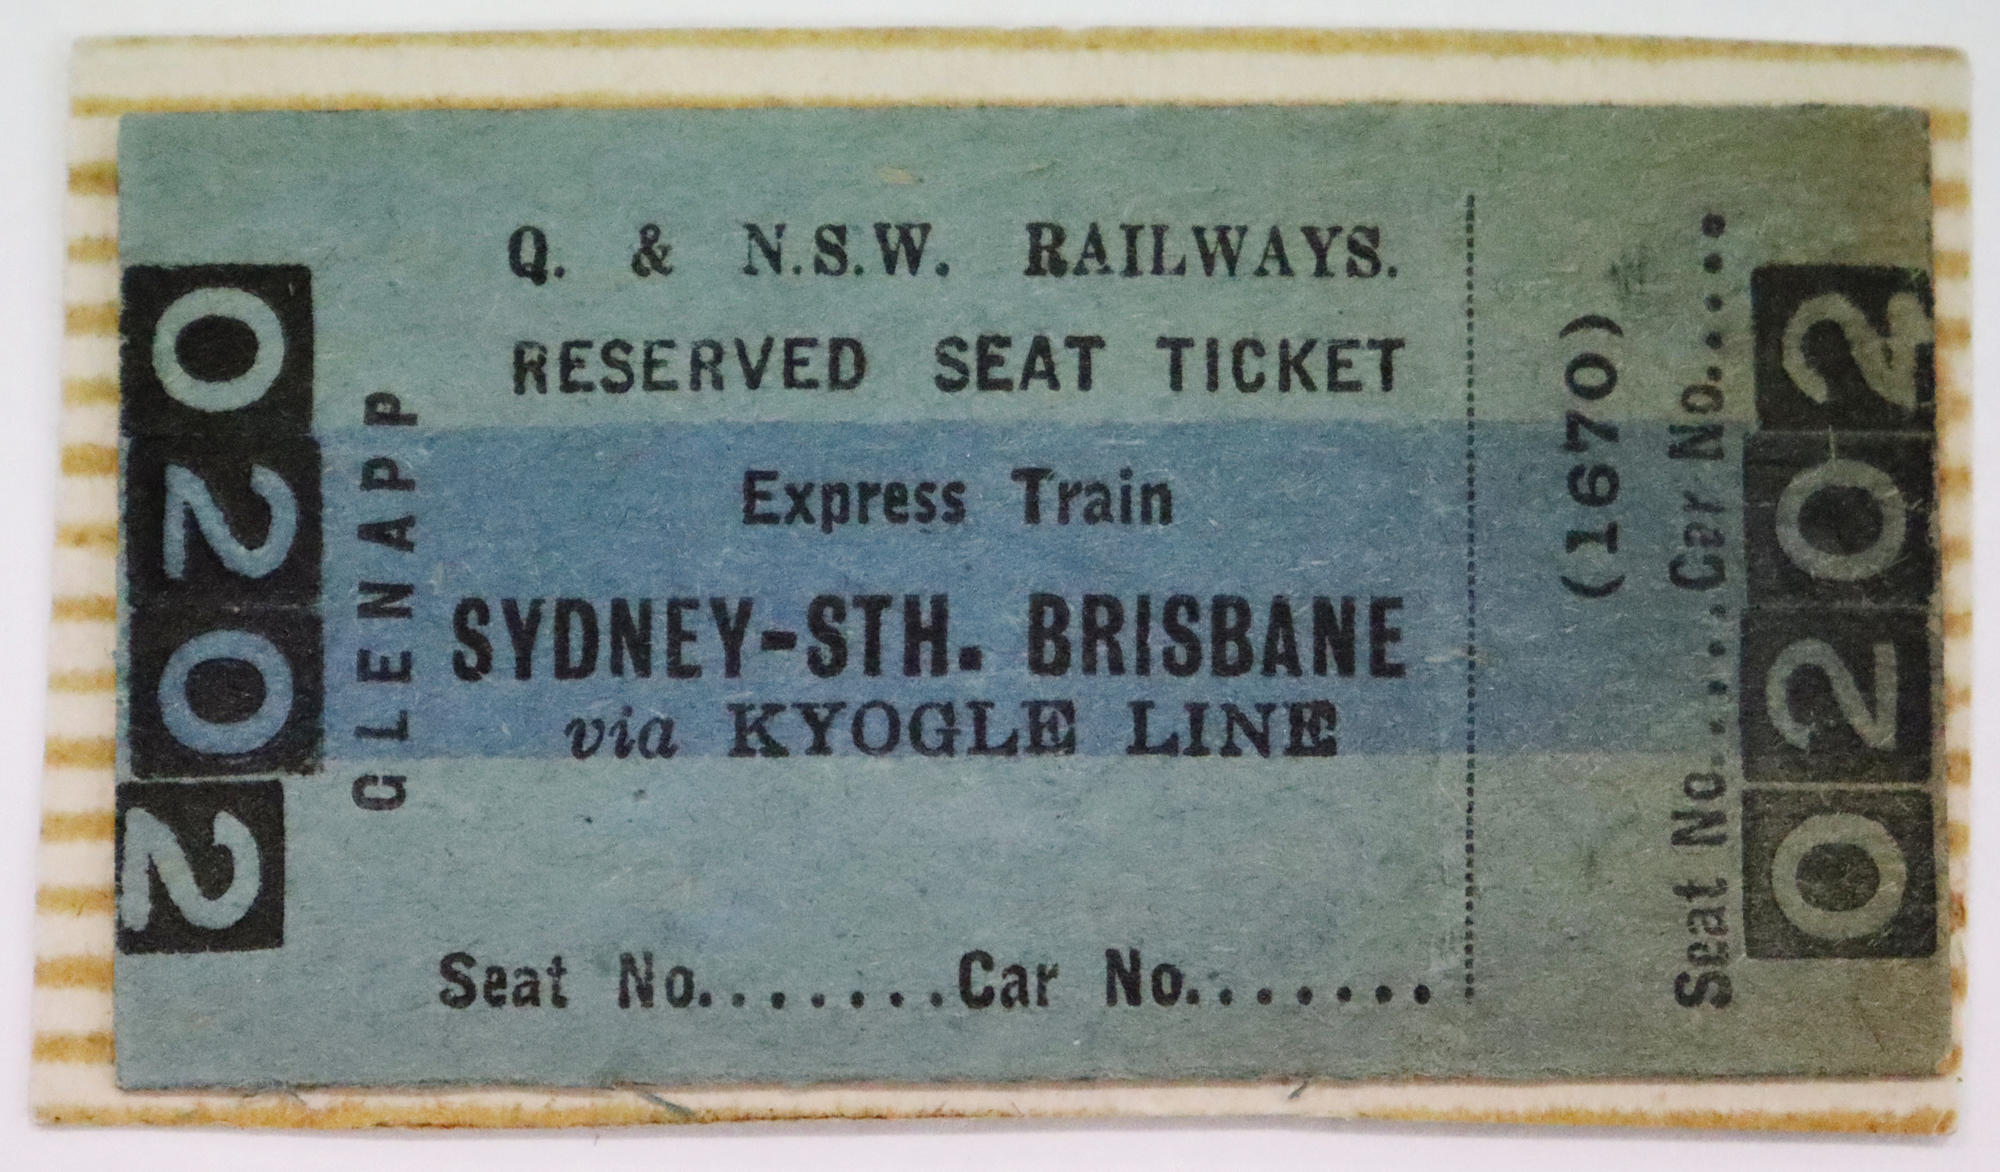 0202
GLENAPP
Q. & N.S.W. RAILWAYS.
RESERVED SEAT TICKET
Express Train
SYDNEY-STH. BRISBANE
via KYOGLE LINE
Seat No........Car No........
(1670)
Seat No......Car No.....
0202